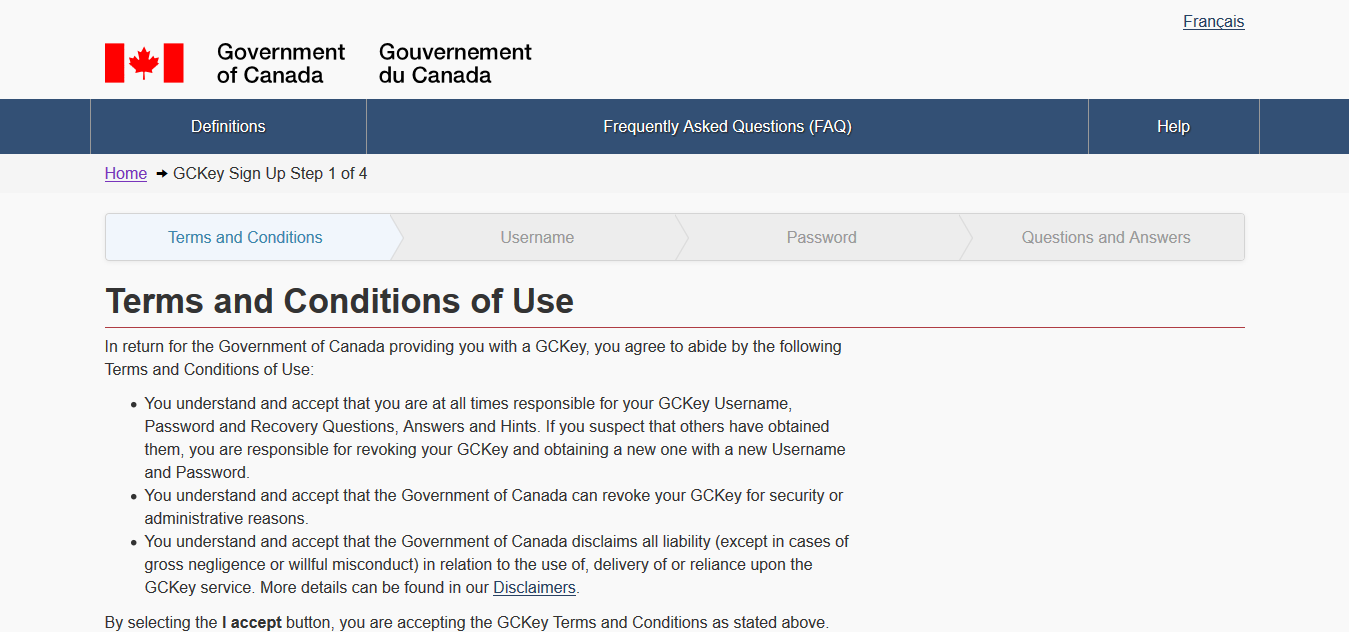 Français
Government
of Canada
Gouvernement
du Canada
Definitions
Frequently Asked Questions (FAQ)
Help
Home ➞ GCKey Sign Up Step 1 of 4
Terms and Conditions
Username
Password
Questions and Answers
Terms and Conditions of Use
In return for the Government of Canada providing you with a GCKey, you agree to abide by the following
Terms and Conditions of Use:
• You understand and accept that you are at all times responsible for your GCKey Username,
Password and Recovery Questions, Answers and Hints. If you suspect that others have obtained
them, you are responsible for revoking your GCKey and obtaining a new one with a new Username
and Password.
• You understand and accept that the Government of Canada can revoke your GCKey for security or
administrative reasons.
• You understand and accept that the Government of Canada disclaims all liability (except in cases of
gross negligence or willful misconduct) in relation to the use of, delivery of or reliance upon the
GCKey service. More details can be found in our Disclaimers.
By selecting the I accept button, you are accepting the GCKey Terms and Conditions as stated above.